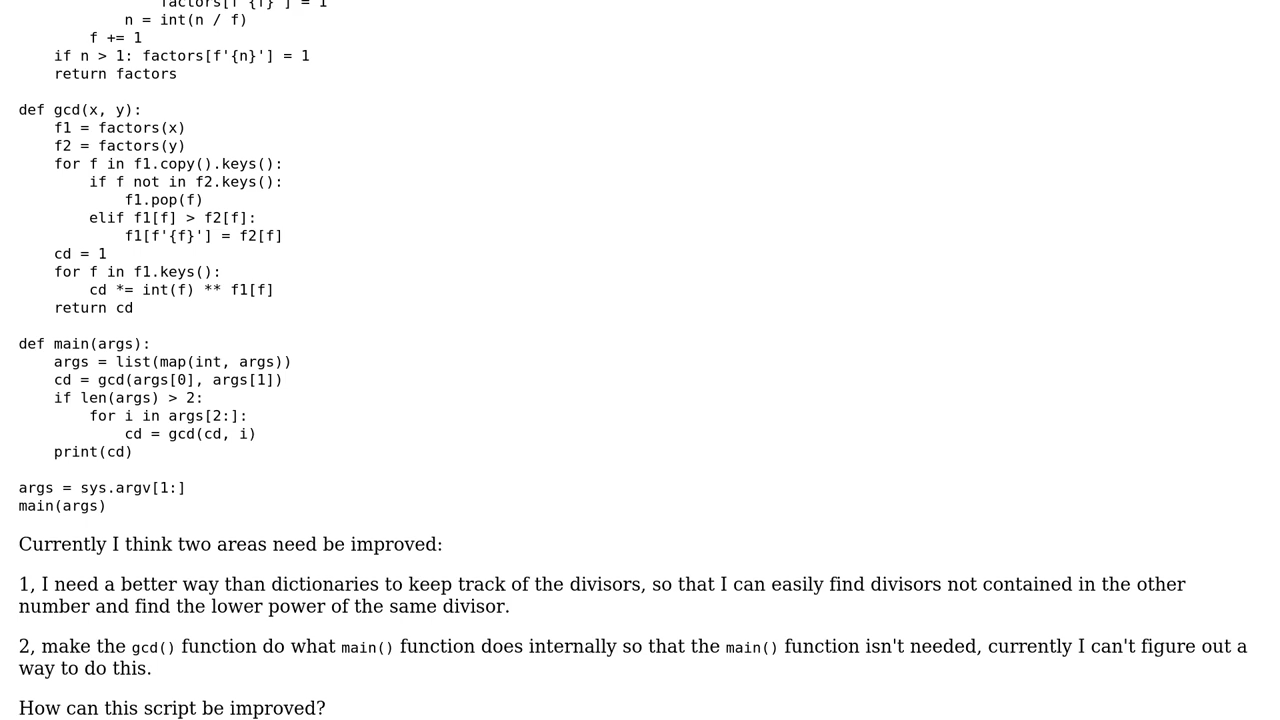 factors[f'{f}'] = 1
            n = int(n / f)
        f += 1
    if n > 1: factors[f'{n}'] = 1
    return factors

def gcd(x, y):
    f1 = factors(x)
    f2 = factors(y)
    for f in f1.copy().keys():
        if f not in f2.keys():
            f1.pop(f)
        elif f1[f] > f2[f]:
            f1[f'{f}'] = f2[f]
    cd = 1
    for f in f1.keys():
        cd *= int(f) ** f1[f]
    return cd

def main(args):
    args = list(map(int, args))
    cd = gcd(args[0], args[1])
    if len(args) > 2:
        for i in args[2:]:
            cd = gcd(cd, i)
    print(cd)

args = sys.argv[1:]
main(args)

Currently I think two areas need be improved:
1, I need a better way than dictionaries to keep track of the divisors, so that I can easily find divisors not contained in the other
number and find the lower power of the same divisor.
2, make the gcd() function do what main() function does internally so that the main() function isn't needed, currently I can't figure out a
way to do this.
How can this script be improved?